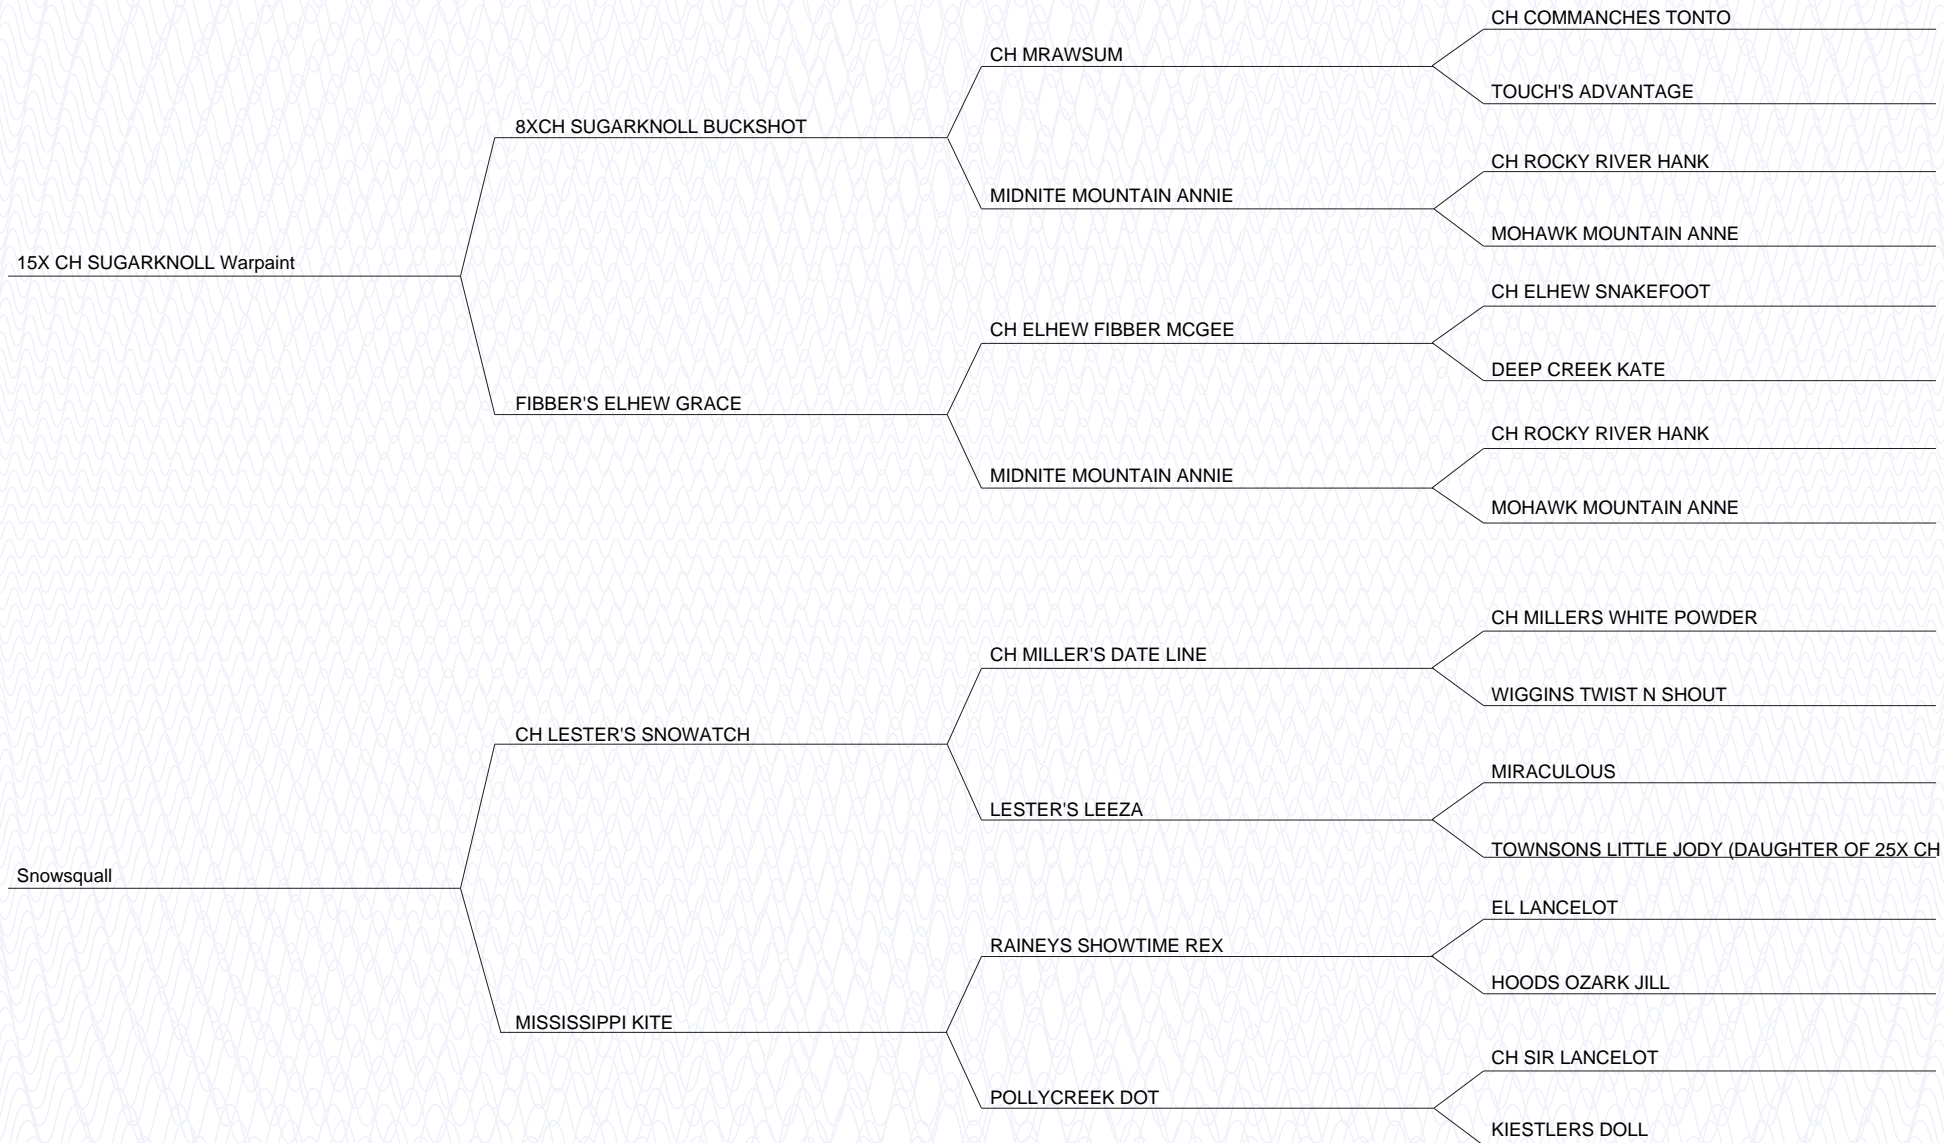 CH COMMANCHES TONTO
CH MRAWSUM
TOUCH'S ADVANTAGE
8XCH SUGARKNOLL BUCKSHOT
CH ROCKY RIVER HANK
MIDNITE MOUNTAIN ANNIE
MOHAWK MOUNTAIN ANNE
15X CH SUGARKNOLL Warpaint
CH ELHEW SNAKEFOOT
CH ELHEW FIBBER MCGEE
DEEP CREEK KATE
FIBBER'S ELHEW GRACE
CH ROCKY RIVER HANK
MIDNITE MOUNTAIN ANNIE
MOHAWK MOUNTAIN ANNE
CH MILLERS WHITE POWDER
CH MILLER'S DATE LINE
WIGGINS TWIST N SHOUT
CH LESTER'S SNOWATCH
MIRACULOUS
LESTER'S LEEZA
TOWNSONS LITTLE JODY (DAUGHTER OF 25X CH
Snowsquall
EL LANCELOT
RAINEYS SHOWTIME REX
HOODS OZARK JILL
MISSISSIPPI KITE
CH SIR LANCELOT
POLLYCREEK DOT
KIESTLERS DOLL